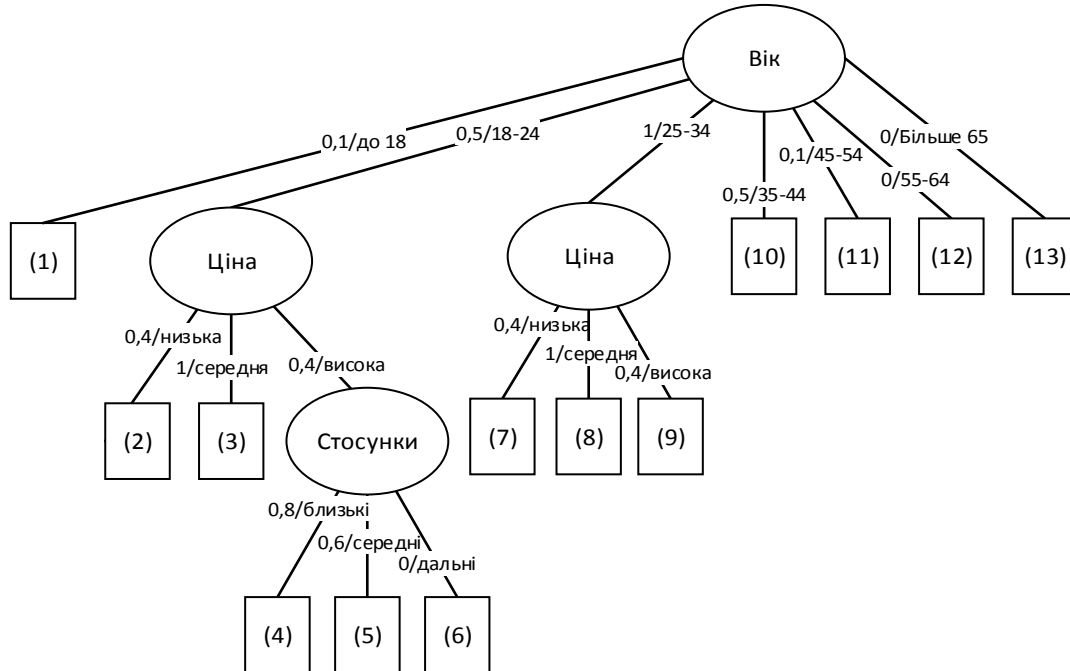 Вік
0,1/до 18
0,5/18-24
1/25-34
0,5/35-44
0,1/45-54
0/55-64
0/Більше 65
(1)
Ціна
Ціна
(10)
(11)
(12)
(13)
0,4/низька
1/середня
0,4/висока
0,4/низька
1/середня
0,4/висока
(2)
(3)
Стосунки
(7)
(8)
(9)
0,8/близькі
0,6/середні
0/дальні
(4)
(5)
(6)